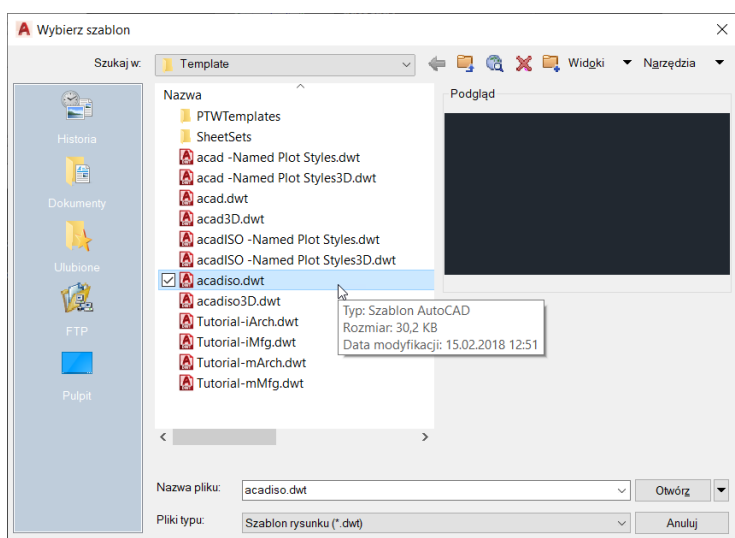 Wybierz szablon
Szukaj w: Template Widoki Narzędzia
Nazwa
PTWTemplates
SheetSets
acad -Named Plot Styles.dwt
acad -Named Plot Styles3D.dwt
acad.dwt
acad3D.dwt
acadISO -Named Plot Styles.dwt
acadISO -Named Plot Styles3D.dwt
acadiso.dwt
acadiso3D.dwt
Tutorial-iArch.dwt
Tutorial-iMfg.dwt
Tutorial-mArch.dwt
Tutorial-mMfg.dwt
Typ: Szablon AutoCAD
Rozmiar: 30,2 KB
Data modyfikacji: 15.02.2018 12:51
Podgląd
Historia
Dokumenty
Ulubione
FTP
Pulpit
Nazwa pliku: acadiso.dwt Otwórz
Pliki typu: Szablon rysunku (*.dwt) Anuluj